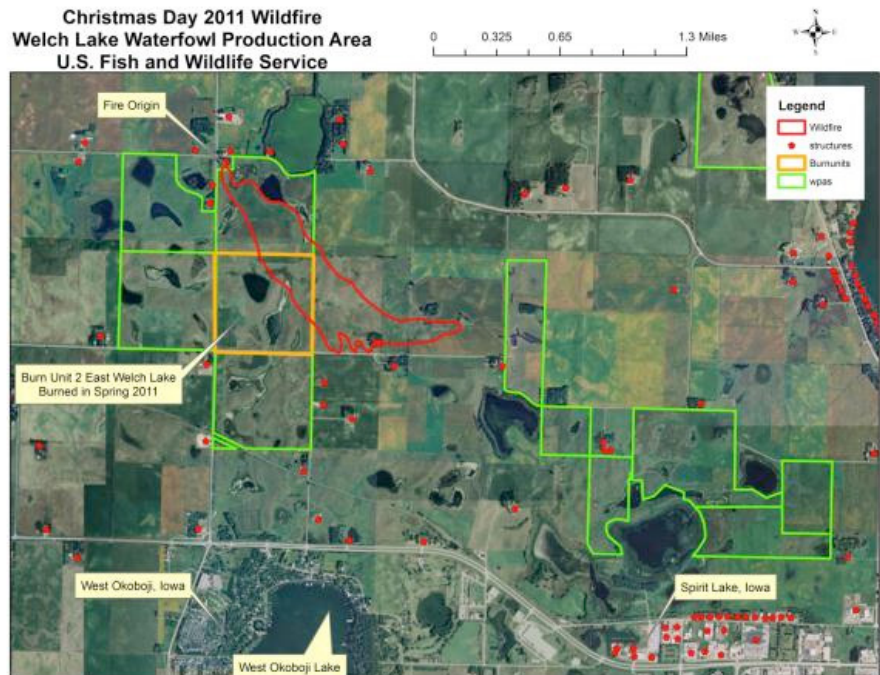 Christmas Day 2011 Wildfire
Welch Lake Waterfowl Production Area
U.S. Fish and Wildlife Service
0 0.325 0.65 1.3 Miles
N
W E
S
Fire Origin
Legend
Wildfire
structures
Burnunits
wpas
Burn Unit 2 East Welch Lake
Burned in Spring 2011
West Okoboji, Iowa
Spirit Lake, Iowa
West Okoboji Lake